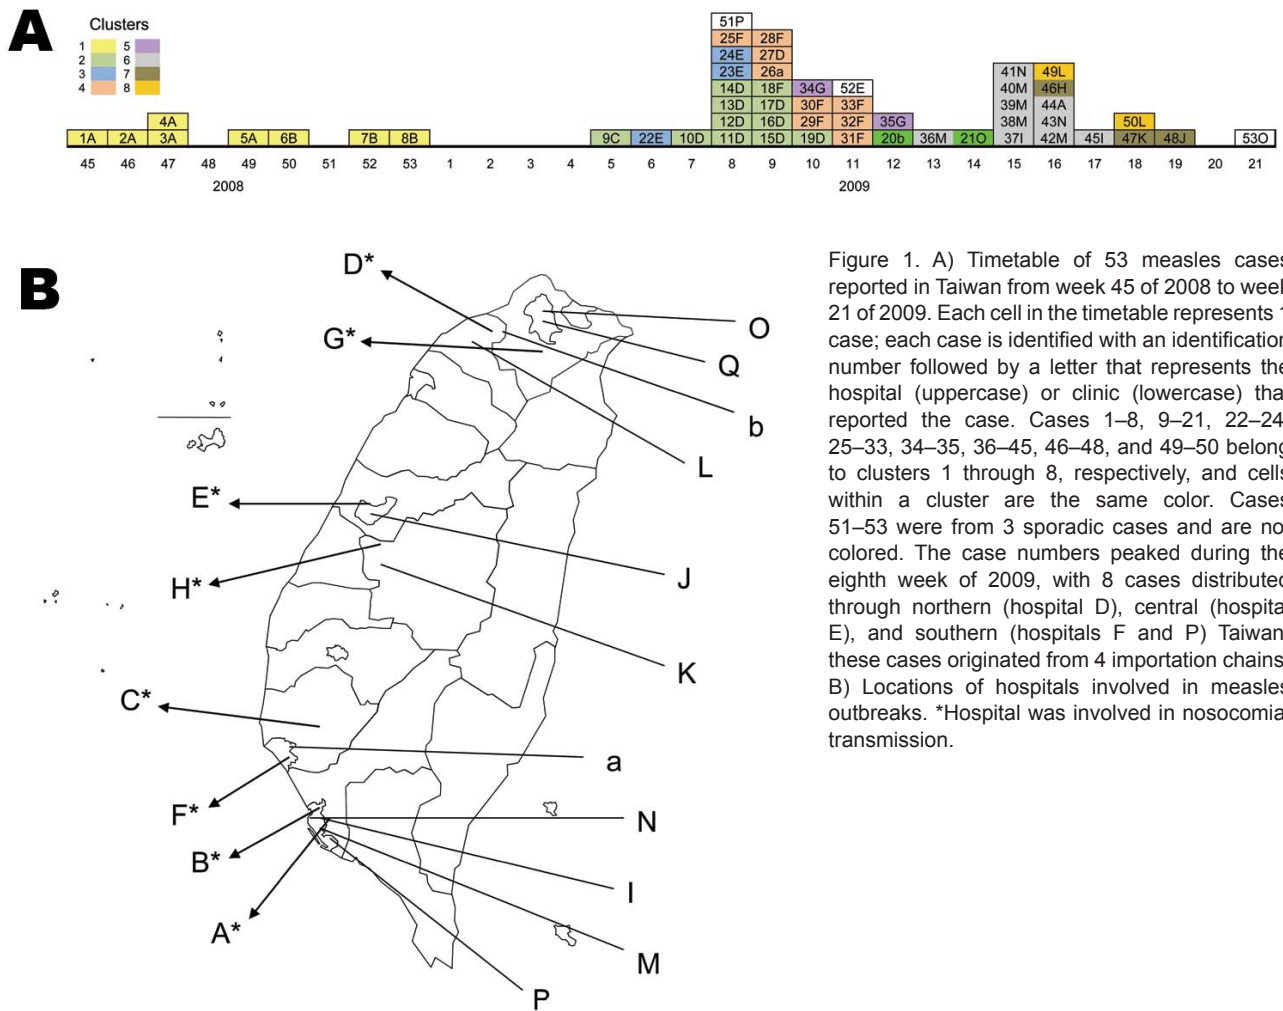 A
Clusters
1 5
2 6
3 7
4 8
51P
25F 28F
24E 27D
23E 26a 41N 49L
14D 18F 34G 52E 40M 46H
13D 17D 30F 33F 39M 44A
4A 12D 16D 29F 32F 35G 38M 43N 50L
1A 2A 3A 5A 6B 7B 8B 9C 22E 10D 11D 15D 19D 31F 20b 36M 21O 37I 42M 45I 47K 48J 53O
45 46 47 48 49 50 51 52 53 1 2 3 4 5 6 7 8 9 10 11 12 13 14 15 16 17 18 19 20 21
2008 2009
B
D*
G*
O
Q
b
L
E*
H*
J
K
C*
a
F*
N
B*
I
A*
M
P
Figure 1. A) Timetable of 53 measles cases
reported in Taiwan from week 45 of 2008 to week
21 of 2009. Each cell in the timetable represents 1
case; each case is identified with an identification
number followed by a letter that represents the
hospital (uppercase) or clinic (lowercase) that
reported the case. Cases 1–8, 9–21, 22–24,
25–33, 34–35, 36–45, 46–48, and 49–50 belong
to clusters 1 through 8, respectively, and cells
within a cluster are the same color. Cases
51–53 were from 3 sporadic cases and are not
colored. The case numbers peaked during the
eighth week of 2009, with 8 cases distributed
through northern (hospital D), central (hospital
E), and southern (hospitals F and P) Taiwan;
these cases originated from 4 importation chains.
B) Locations of hospitals involved in measles
outbreaks. *Hospital was involved in nosocomial
transmission.